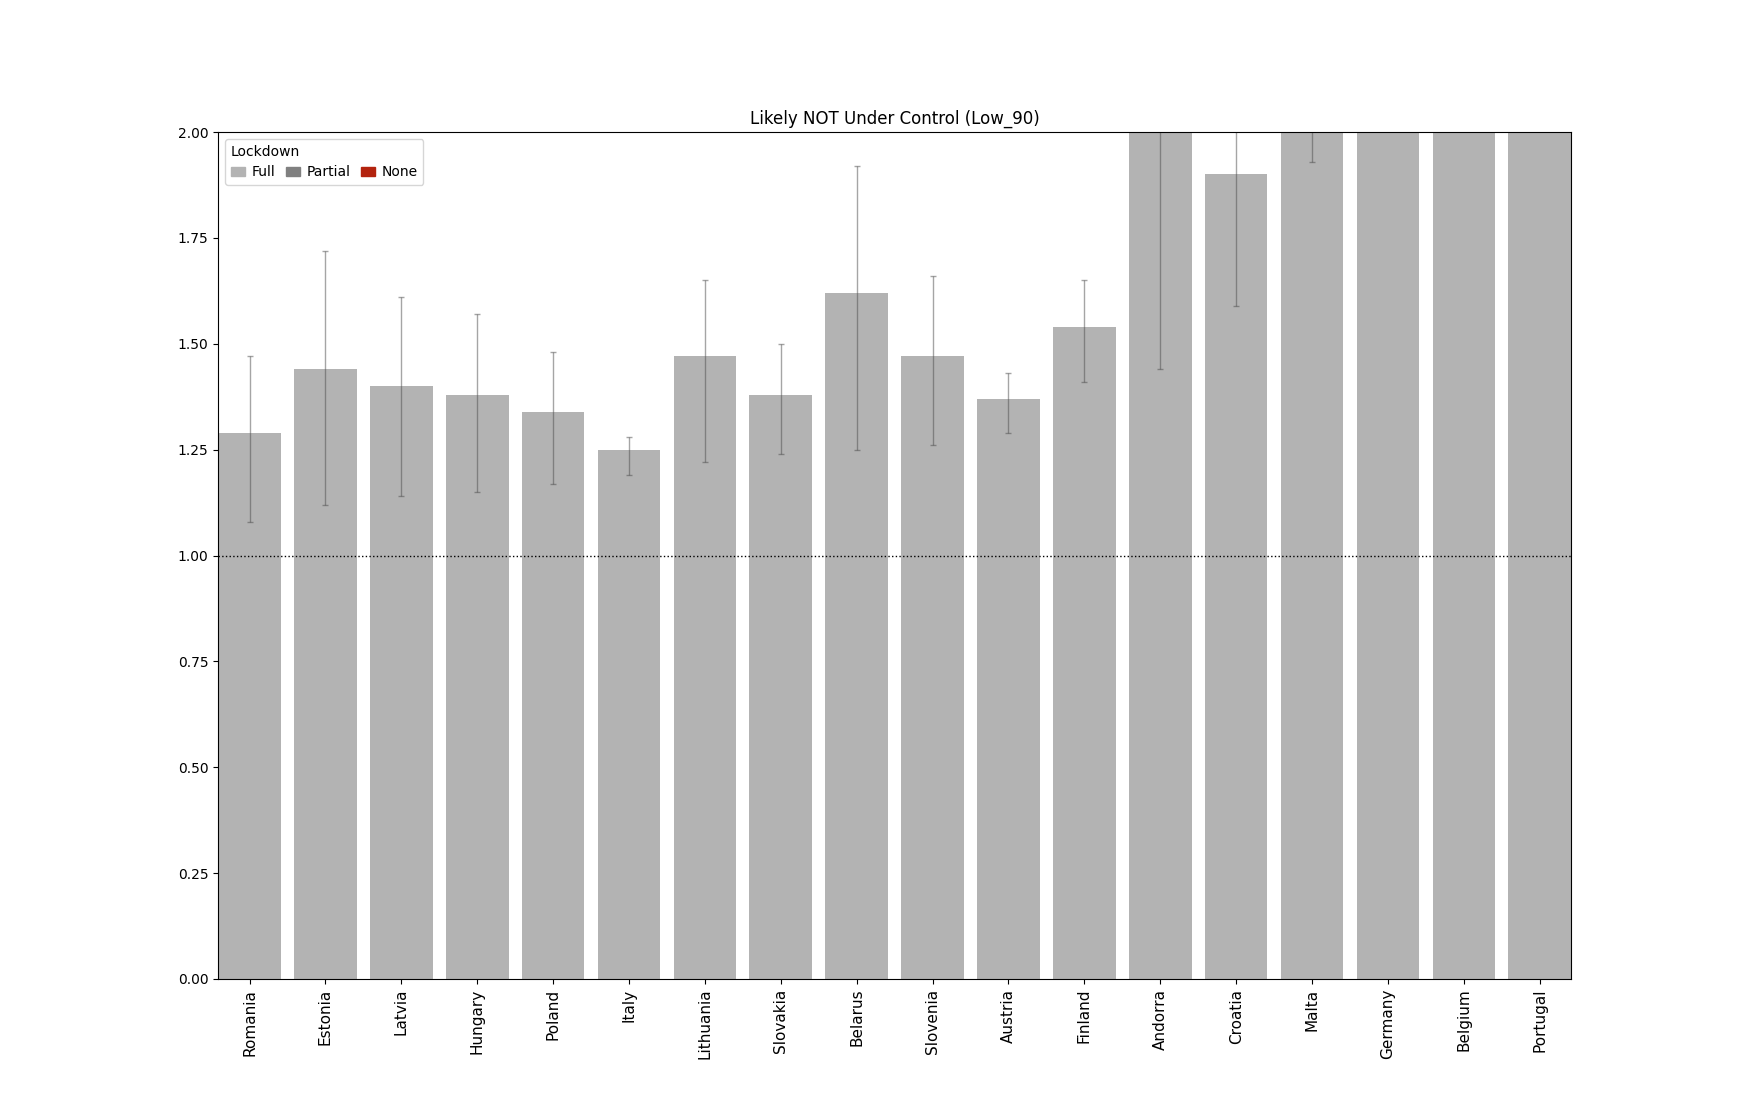 Likely NOT Under Control (Low_90)
Lockdown
Full Partial None
2.00
1.75
1.50
1.25
1.00
0.75
0.50
0.25
0.00
Romania
Estonia
Latvia
Hungary
Poland
Italy
Lithuania
Slovakia
Belarus
Slovenia
Austria
Finland
Andorra
Croatia
Malta
Germany
Belgium
Portugal